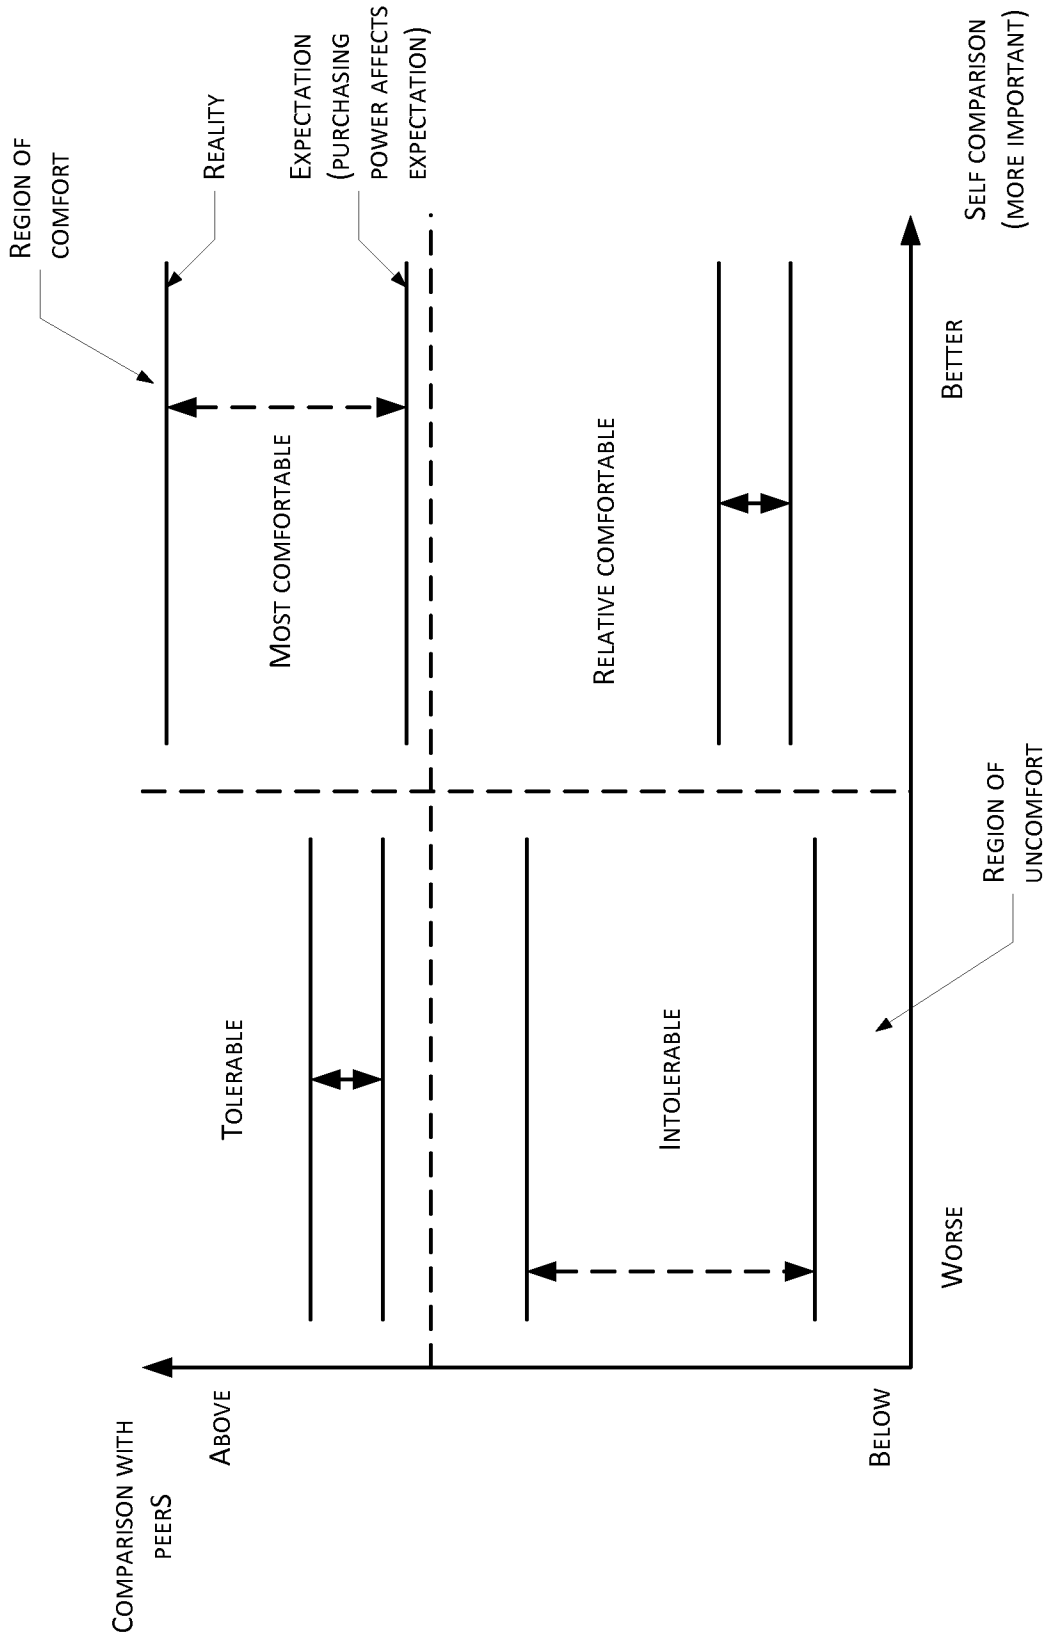 COMPARISON WITH
PEERS
ABOVE
BELOW
TOLERABLE
INTOLERABLE
MOST COMFORTABLE
RELATIVE COMFORTABLE
REGION OF
COMFORT
REALITY
EXPECTATION
(PURCHASING
POWER AFFECTS
EXPECTATION)
WORSE
BETTER
REGION OF
UNCOMFORT
SELF COMPARISON
(MORE IMPORTANT)